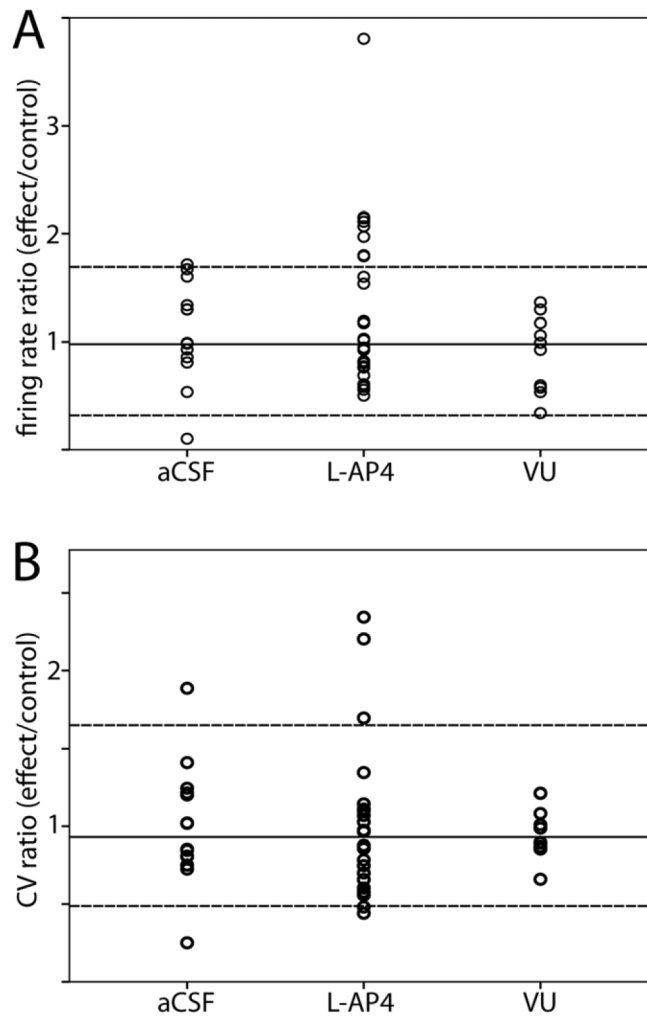 A
firing rate ratio (effect/control)
3
2
1
aCSF
L-AP4
VU
B
CV ratio (effect/control)
2
1
aCSF
L-AP4
VU